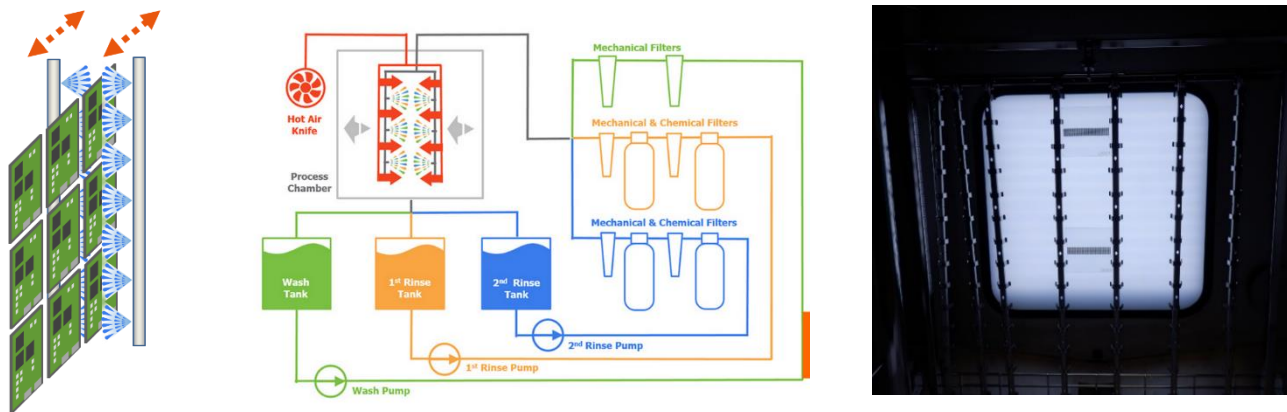 Mechanical Filters
Hot Air
Knife
Mechanical & Chemical Filters
Process
Chamber
Mechanical & Chemical Filters
Wash
Tank
1st Rinse
Tank
2nd Rinse
Tank
2nd Rinse Pump
1st Rinse Pump
Wash Pump